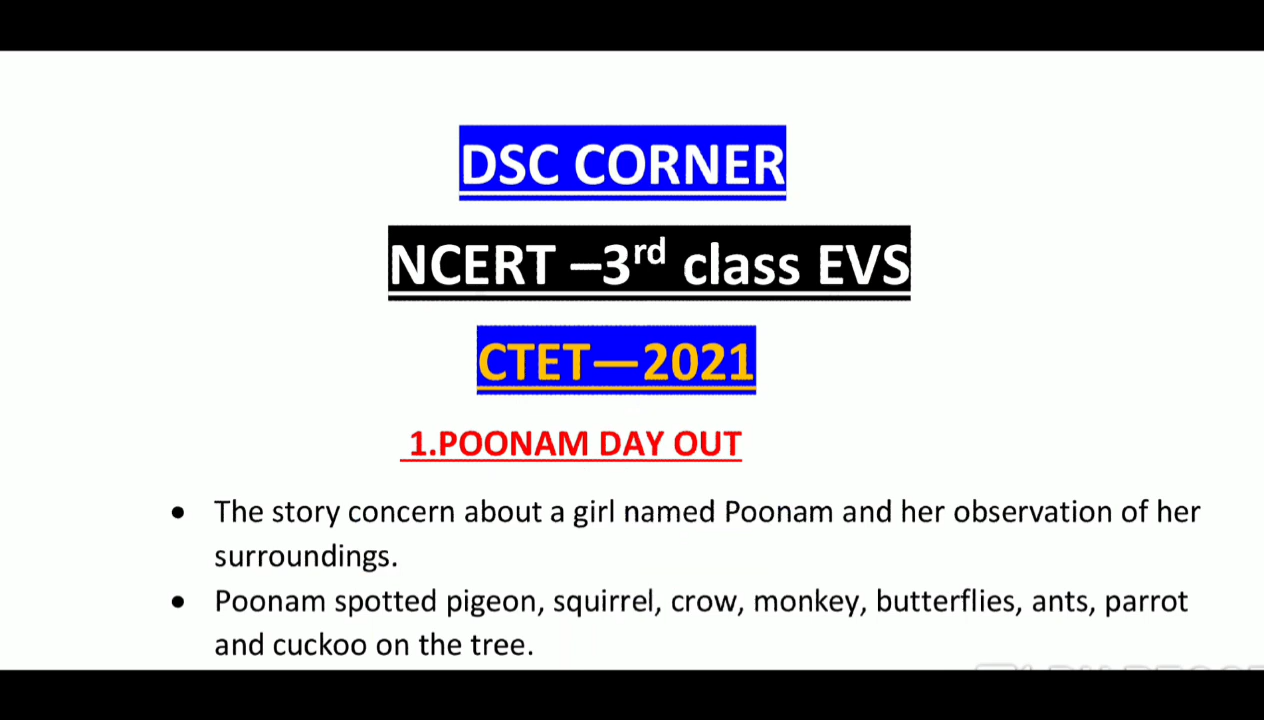 DSC CORNER
NCERT –3rd class EVS
CTET—2021
1.POONAM DAY OUT
• The story concern about a girl named Poonam and her observation of her
surroundings.
• Poonam spotted pigeon, squirrel, crow, monkey, butterflies, ants, parrot
and cuckoo on the tree.